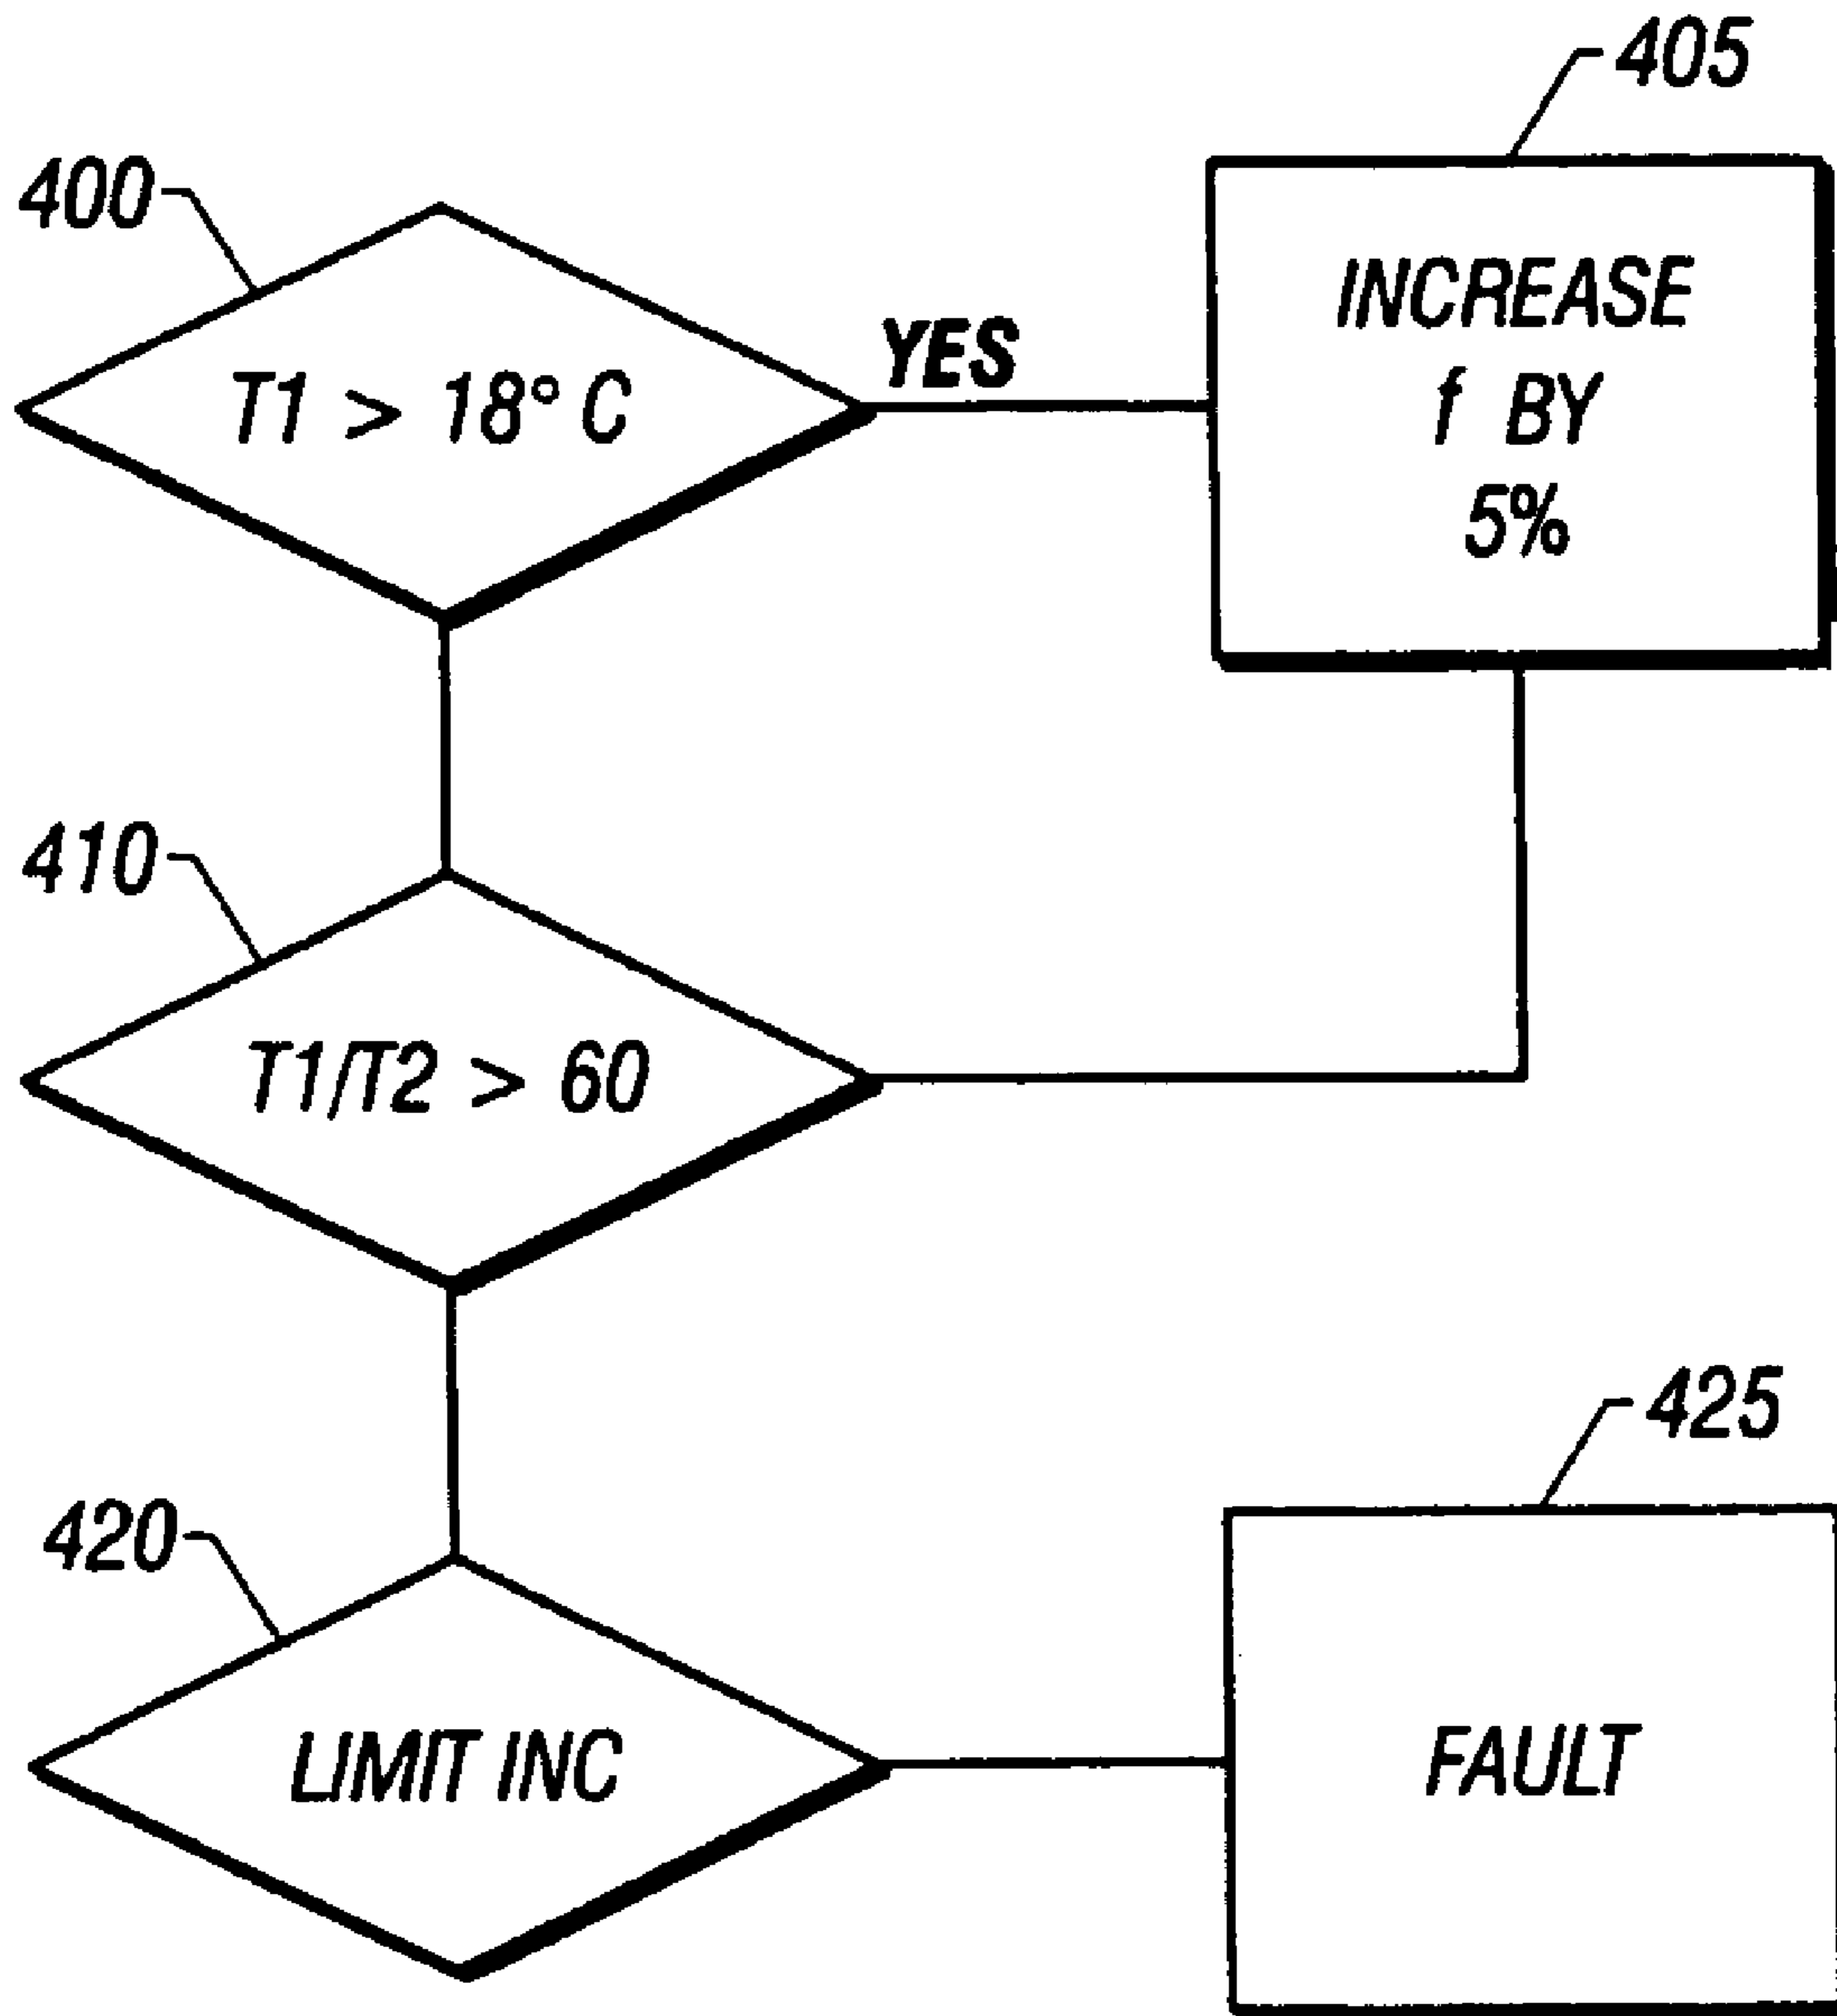 405
400
T1 > 18° C
YES
INCREASE
f BY
5%
410
T1/T2 > 60
425
420
LIMIT INC
FAULT